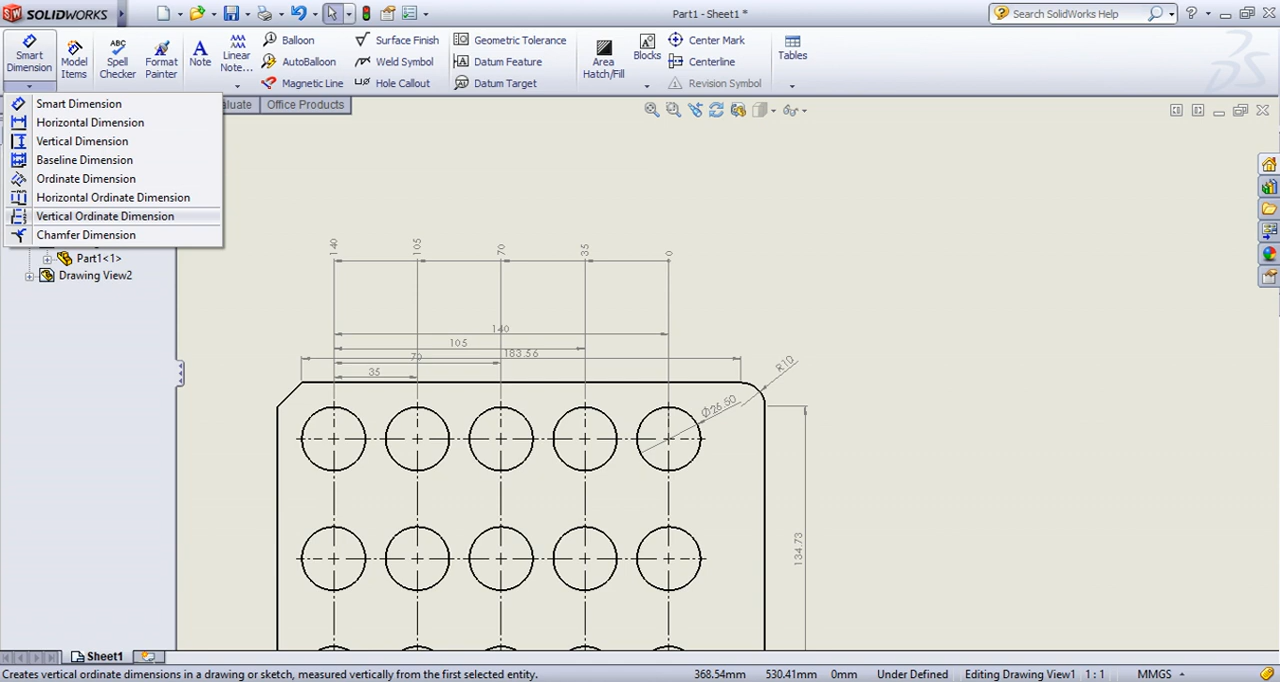 SW SOLIDWORKS
Part1 - Sheet1 *
Search SolidWorks Help
Smart Dimension
Model Items
ABC
Spell Checker
Format Painter
A
Note
Linear Note...
Balloon
AutoBalloon
Magnetic Line
Surface Finish
Weld Symbol
Hole Callout
Geometric Tolerance
Datum Feature
Datum Target
Area Hatch/Fill
Blocks
Center Mark
Centerline
Revision Symbol
Tables
Smart Dimension
Horizontal Dimension
Vertical Dimension
Baseline Dimension
Ordinate Dimension
Horizontal Ordinate Dimension
Vertical Ordinate Dimension
Chamfer Dimension
Office Products
Part1<1>
Drawing View2
140
105
70
35
0
140
105
70
183.56
35
R10
Ø26.50
134.73
Sheet1
Creates vertical ordinate dimensions in a drawing or sketch, measured vertically from the first selected entity.
368.54mm
530.41mm
0mm
Under Defined
Editing Drawing View1
1 : 1
MMGS